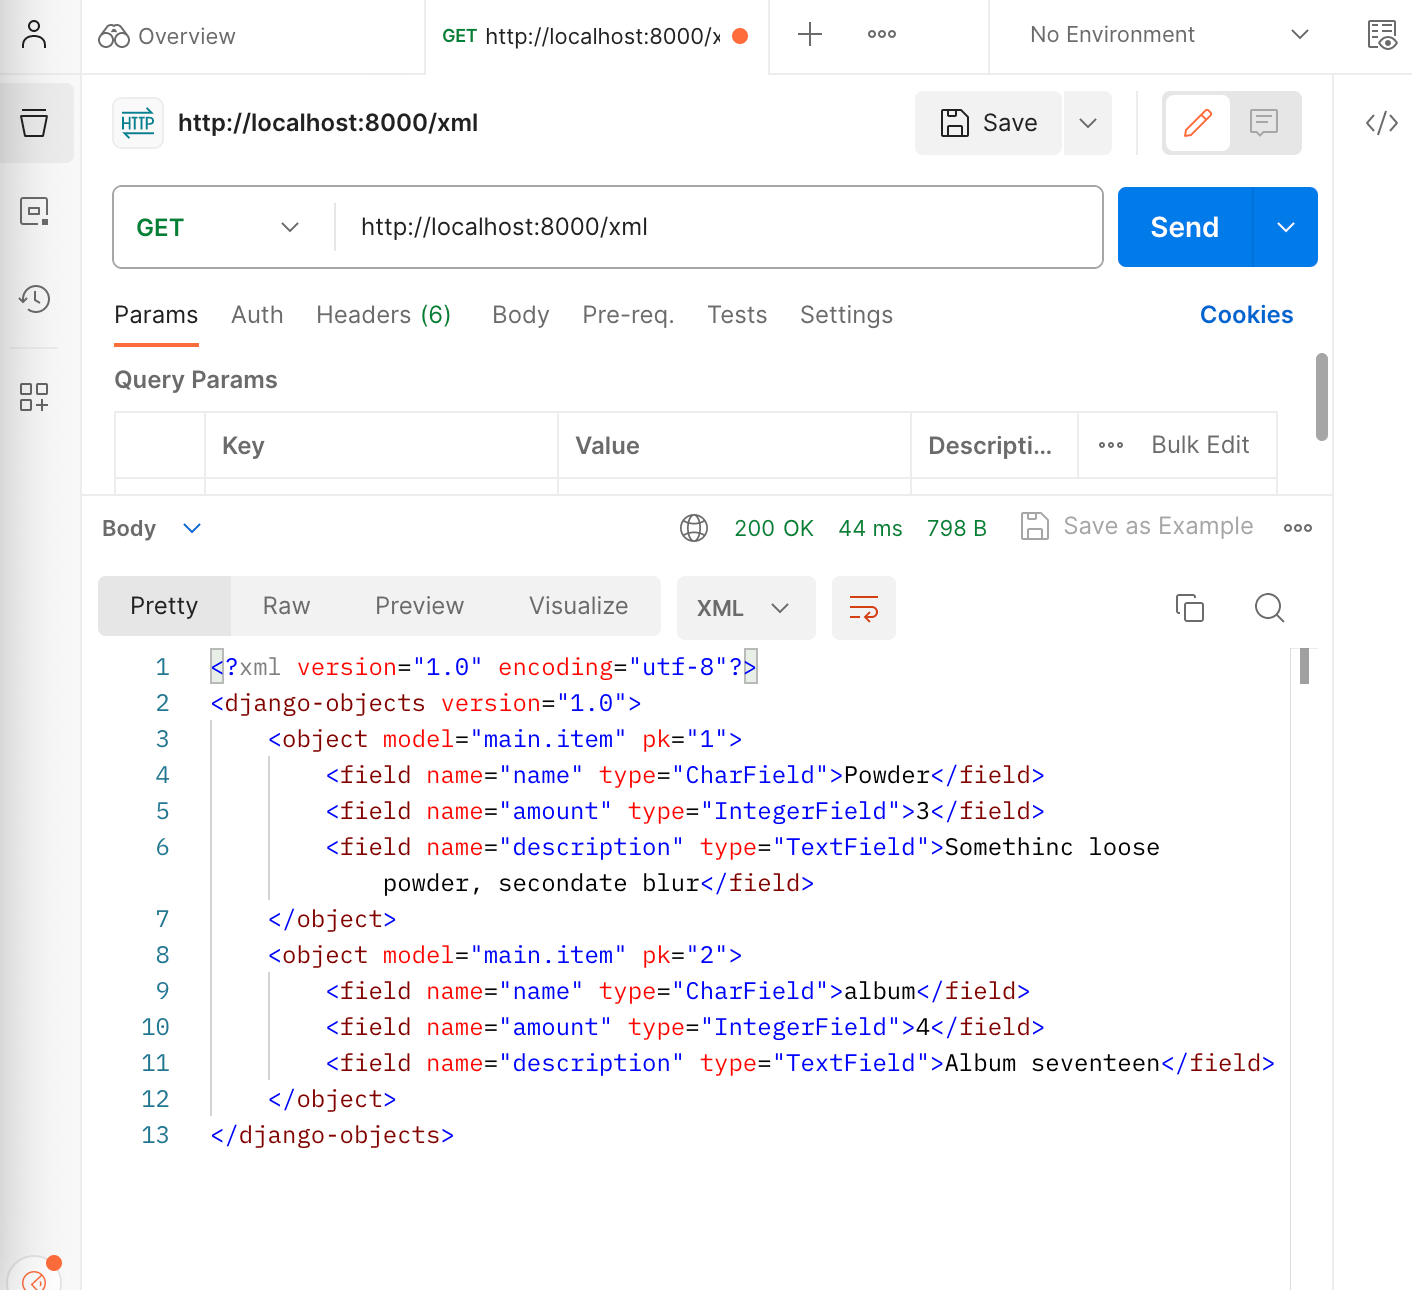 Overview
GET http://localhost:8000/x
No Environment
HTTP
http://localhost:8000/xml
Save
GET http://localhost:8000/xml
Send
Params Auth Headers (6) Body Pre-req. Tests Settings Cookies
Query Params
Key Value Descripti... Bulk Edit
Body 200 OK 44 ms 798 B Save as Example
Pretty Raw Preview Visualize XML
1 <?xml version="1.0" encoding="utf-8"?>
2 <django-objects version="1.0">
3 <object model="main.item" pk="1">
4 <field name="name" type="CharField">Powder</field>
5 <field name="amount" type="IntegerField">3</field>
6 <field name="description" type="TextField">Somethinc loose
powder, secondate blur</field>
7 </object>
8 <object model="main.item" pk="2">
9 <field name="name" type="CharField">album</field>
10 <field name="amount" type="IntegerField">4</field>
11 <field name="description" type="TextField">Album seventeen</field>
12 </object>
13 </django-objects>